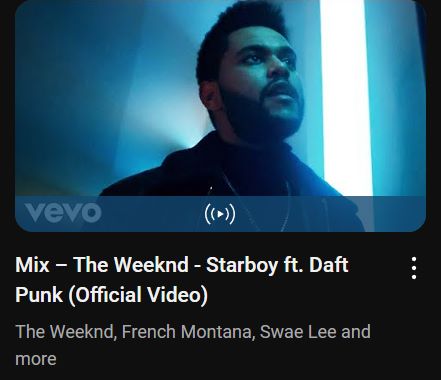 vevo
Mix – The Weeknd - Starboy ft. Daft
Punk (Official Video)
The Weeknd, French Montana, Swae Lee and
more